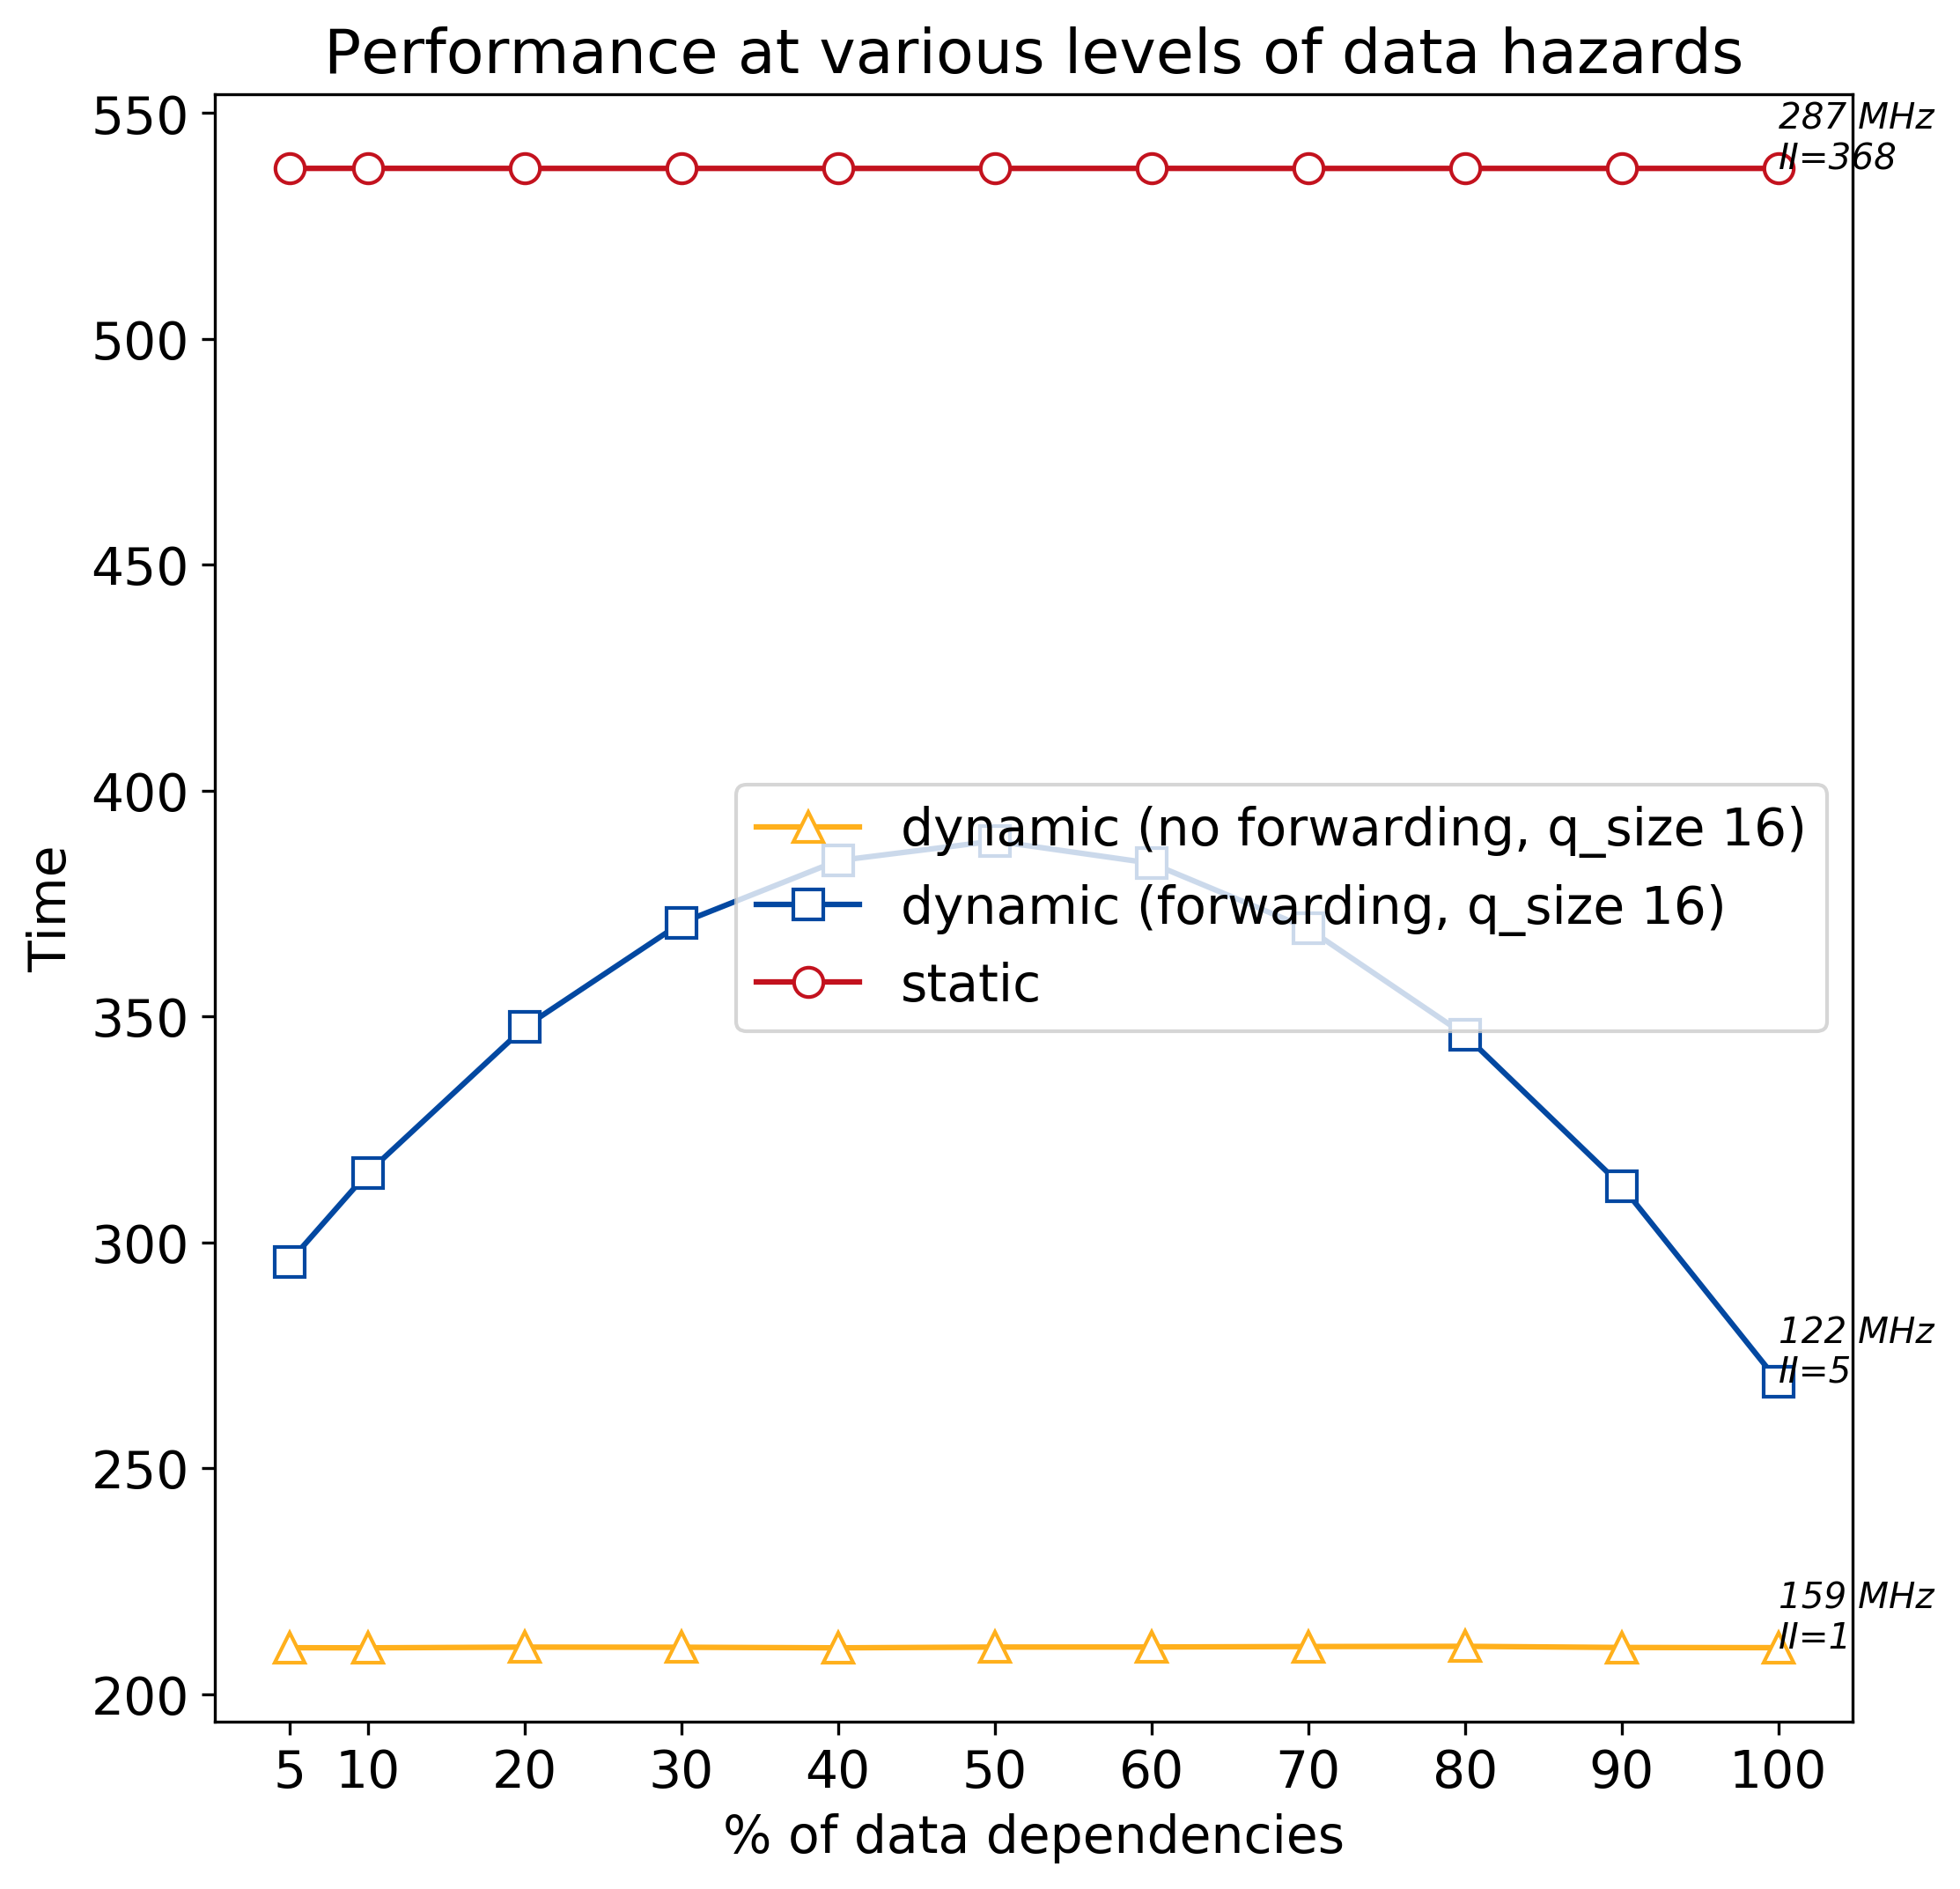 Performance at various levels of data hazards
Time
550
500
450
400
350
300
250
200
287 MHz
II=368
dynamic (no forwarding, q_size 16)
dynamic (forwarding, q_size 16)
static
122 MHz
II=5
159 MHz
II=1
5 10 20 30 40 50 60 70 80 90 100
% of data dependencies